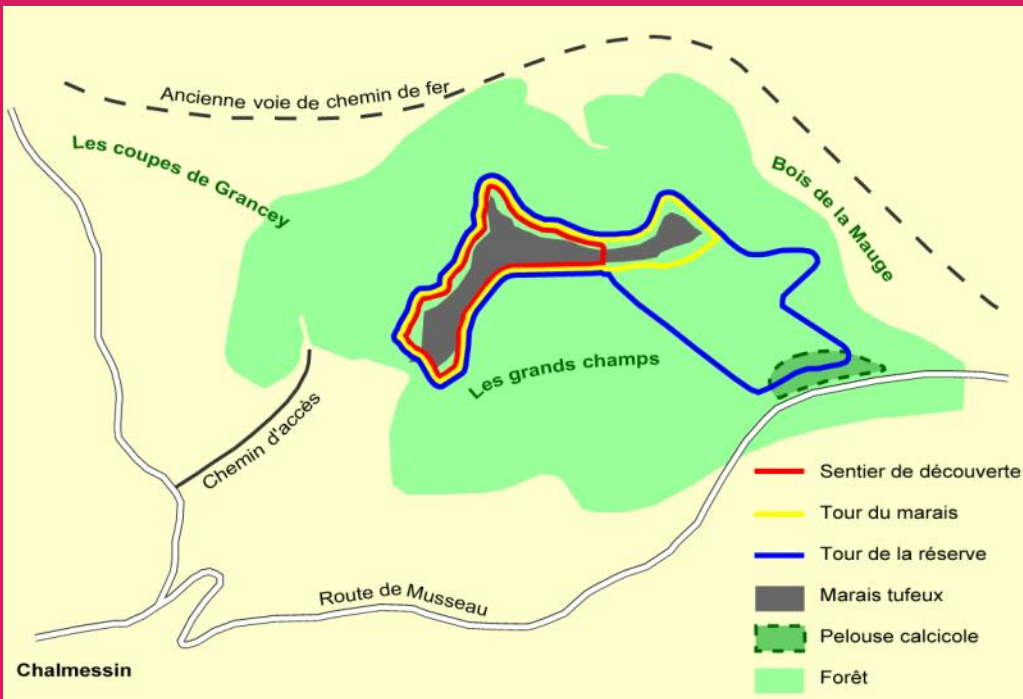 Ancienne voie de chemin de fer
Les coupes de Grancey
Bois de la Mauge
Les grands champs
Chemin d'accès
Route de Musseau
Chalmessin
Sentier de découverte
Tour du marais
Tour de la réserve
Marais tufeux
Pelouse calcicole
Forêt